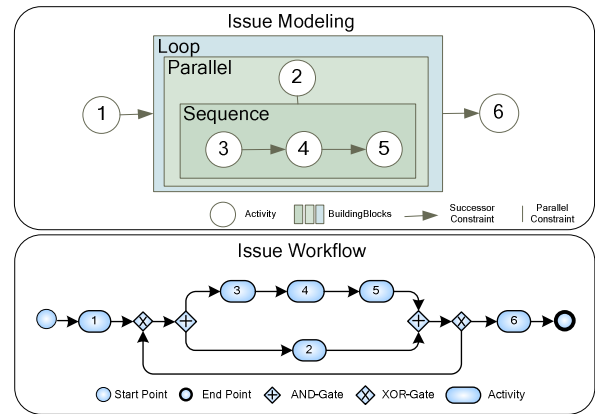 Issue Modeling
Loop
Parallel
2
1
6
Sequence
3 4 5
Activity BuildingBlocks Successor Constraint Parallel Constraint
Issue Workflow
3 4 5
1 6
2
Start Point End Point AND-Gate XOR-Gate Activity